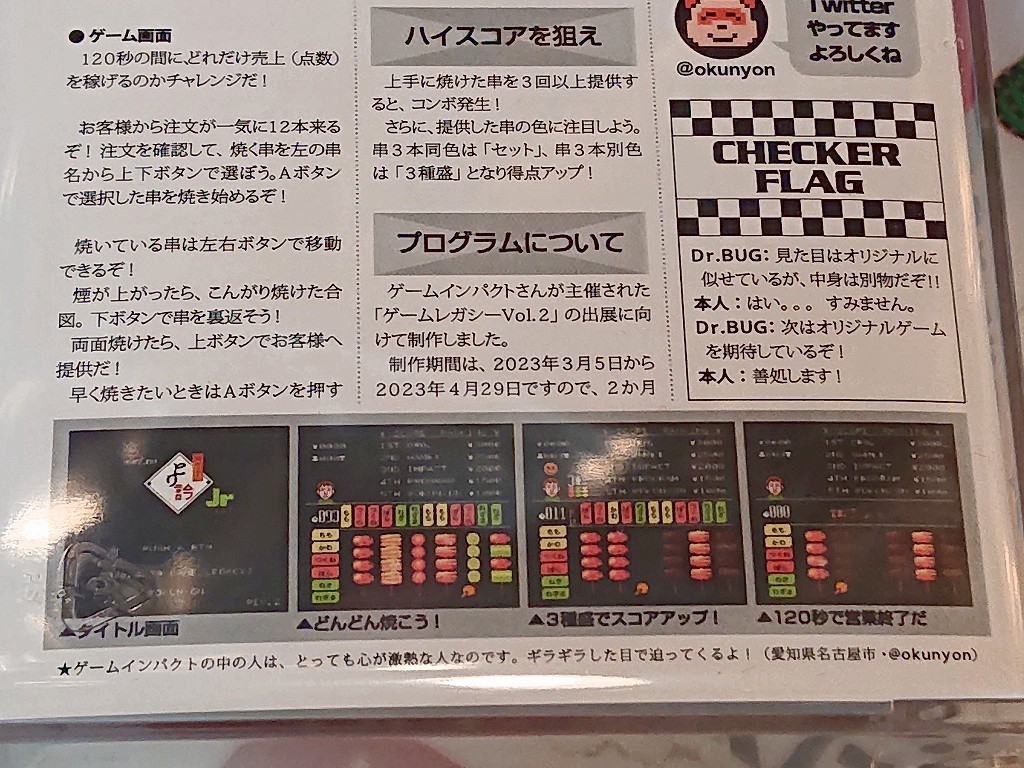 ● ゲーム画面
120秒の間に、どれだけ売上（点数）
を稼げるのかチャレンジだ！
お客様から注文が一気に12本来る
ぞ！ 注文を確認して、焼く串を左の串
名から上下ボタンで選ぼう。Aボタン
で選択した串を焼き始めるぞ！
焼いている串は左右ボタンで移動
できるぞ！
煙が上がったら、こんがり焼けた合
図。下ボタンで串を裏返そう！
両面焼けたら、上ボタンでお客様へ
提供だ！
早く焼きたいときはAボタンを押す
ハイスコアを狙え
上手に焼けた串を３回以上提供す
ると、コンボ発生！
さらに、提供した串の色に注目しよう。
串３本同色は「セット」、串３本別色
は「３種盛」となり得点アップ！
プログラムについて
ゲームインパクトさんが主催された
「ゲームレガシーVol.2」の出展に向
けて制作しました。
制作期間は、2023年３月５日から
2023年４月29日ですので、２か月
Twitter
やってます
よろしくね
@okunyon
CHECKER
FLAG
Dr.BUG：見た目はオリジナルに
似せているが、中身は別物だぞ!!
本人：はい。。。 すみません。
Dr.BUG：次はオリジナルゲーム
を期待しているぞ！
本人：善処します！
Jr
▲タイトル画面
▲どんどん焼こう！
▲３種盛でスコアアップ！
▲120秒で営業終了だ
★ゲームインパクトの中の人は、とっても心が激熱な人なのです。ギラギラした目で迫ってくるよ！（愛知県名古屋市・@okunyon）